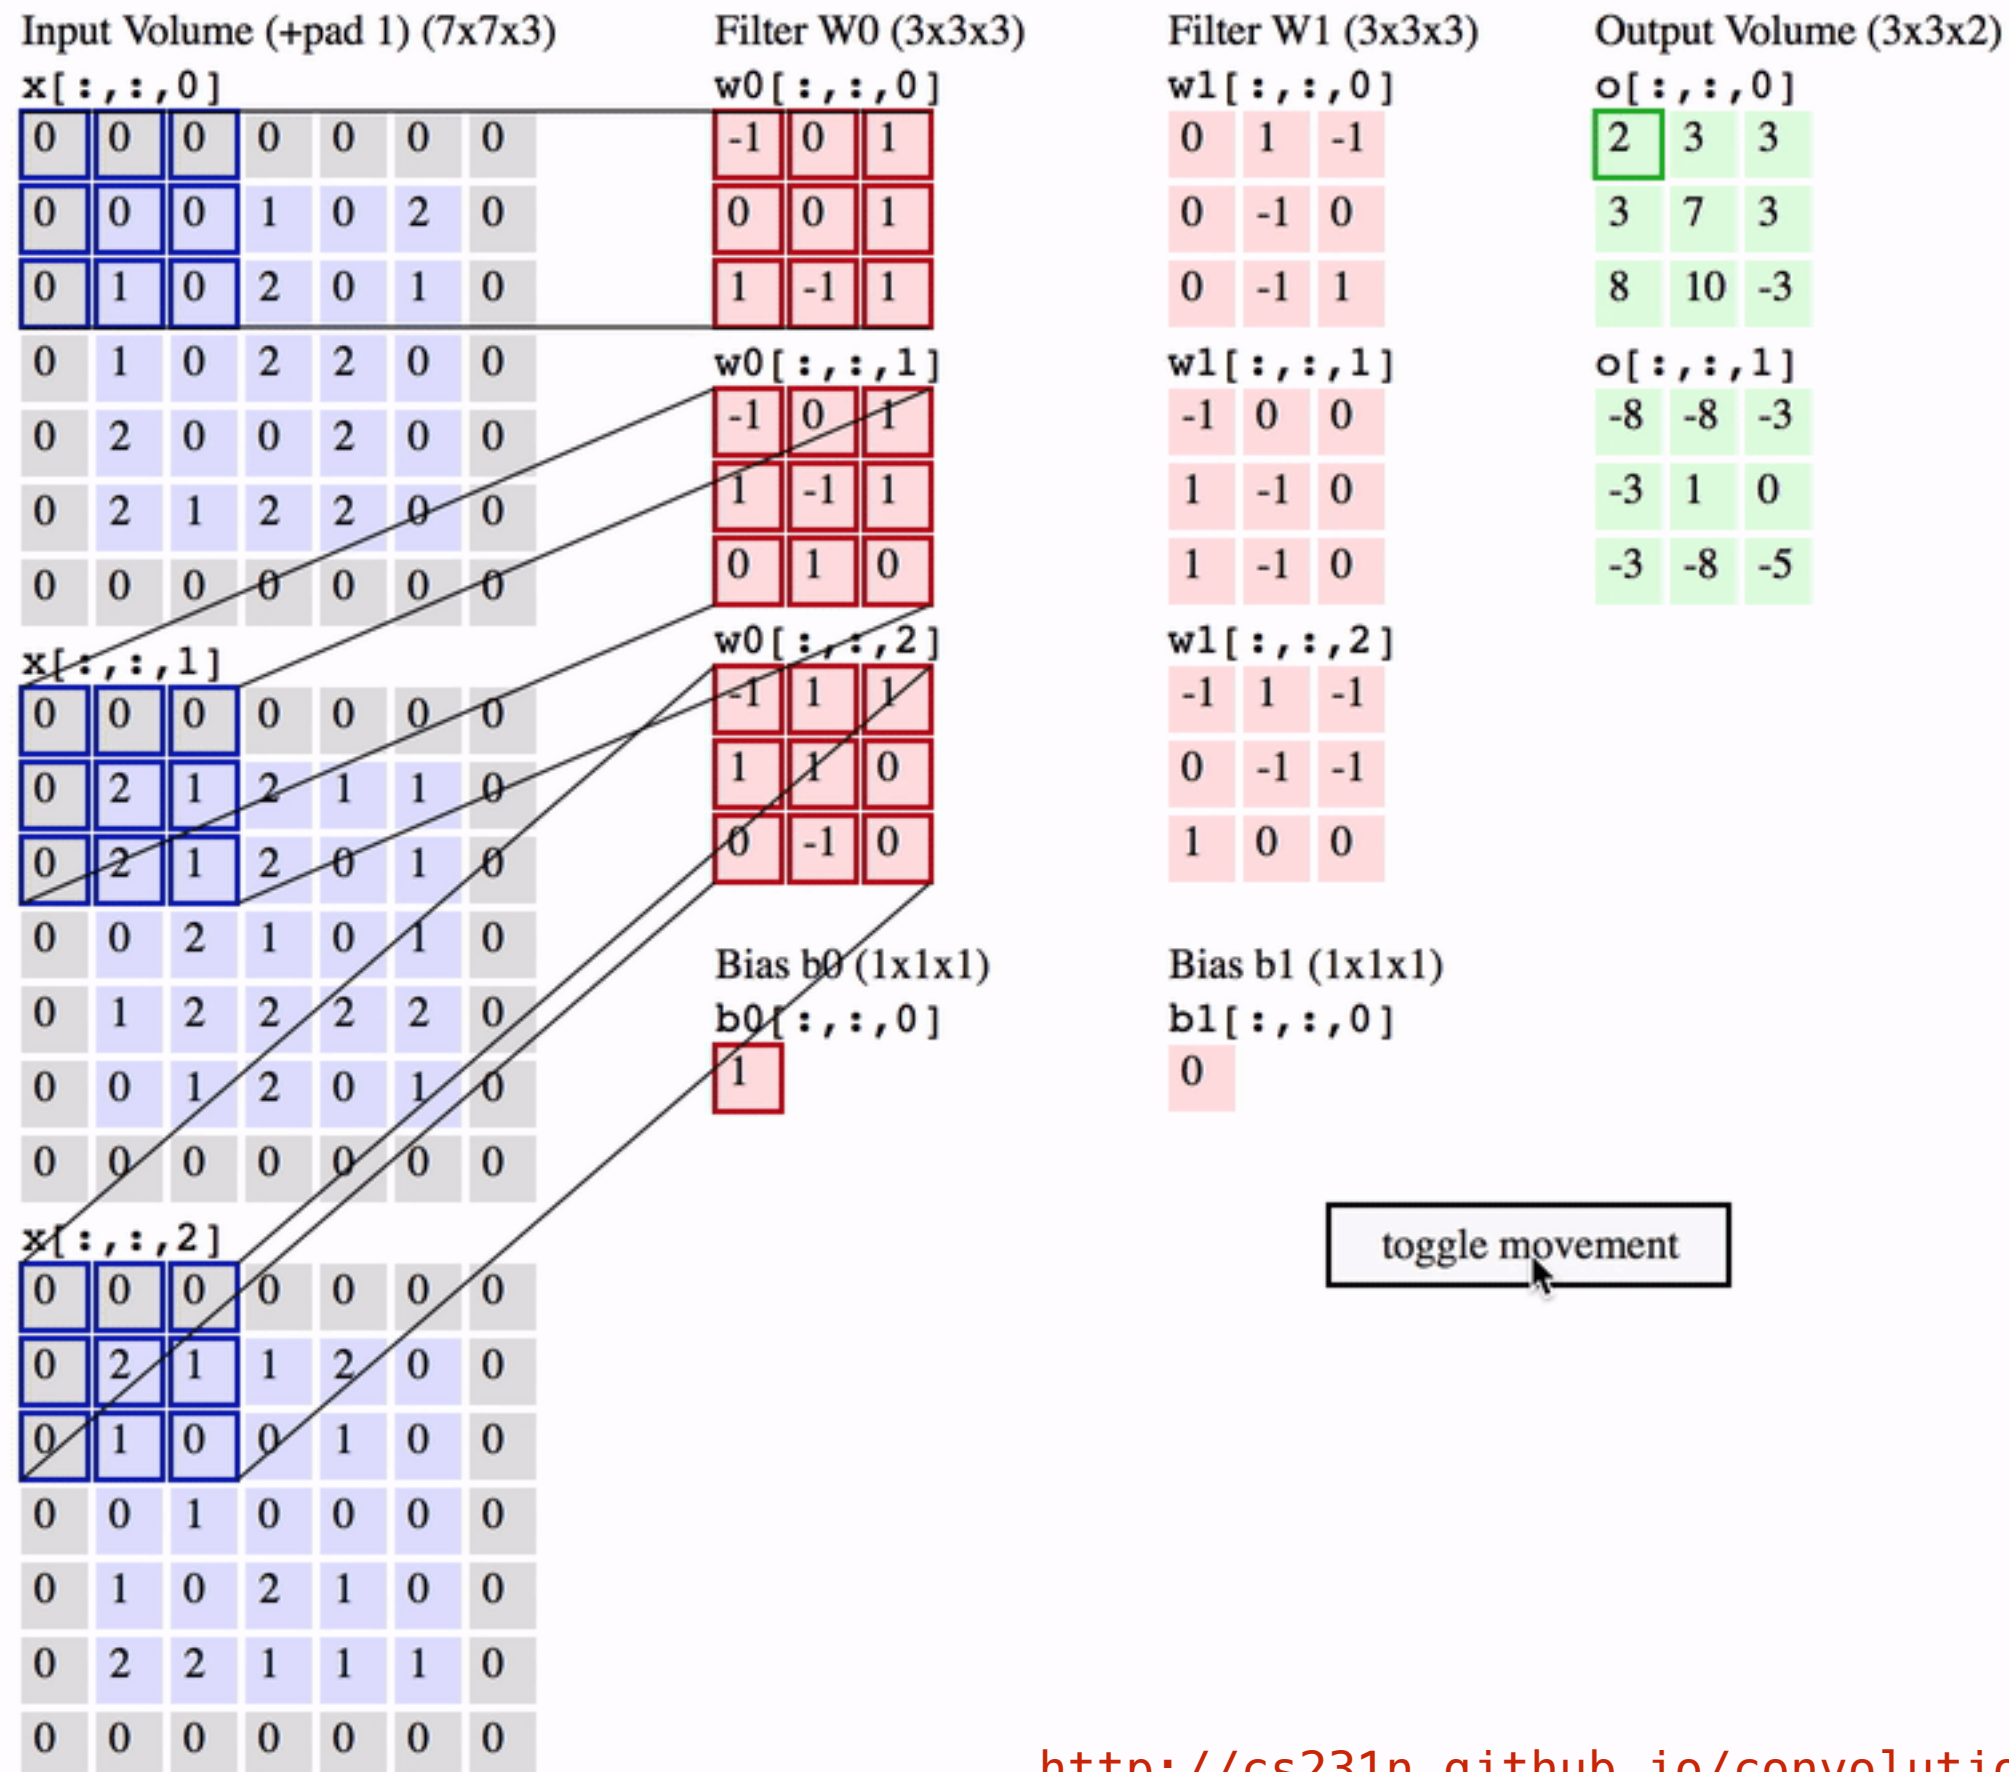 Input Volume (+pad 1) (7x7x3)
x[:,:,0]
0 0 0 0 0 0 0
0 0 0 1 0 2 0
0 1 0 2 0 1 0
0 1 0 2 2 0 0
0 2 0 0 2 0 0
0 2 1 2 2 0 0
0 0 0 0 0 0 0
x[:,:,1]
0 0 0 0 0 0 0
0 2 1 2 1 1 0
0 2 1 2 0 1 0
0 0 2 1 0 1 0
0 1 2 2 2 2 0
0 0 1 2 0 1 0
0 0 0 0 0 0 0
x[:,:,2]
0 0 0 0 0 0 0
0 2 1 1 2 0 0
0 1 0 0 1 0 0
0 0 1 0 0 0 0
0 1 0 2 1 0 0
0 2 2 1 1 1 0
0 0 0 0 0 0 0
Filter W0 (3x3x3)
w0[:,:,0]
-1 0 1
0 0 1
1 -1 1
w0[:,:,1]
-1 0 1
1 -1 1
0 1 0
w0[:,:,2]
-1 1 1
1 1 0
0 -1 0
Bias b0 (1x1x1)
b0[:,:,0]
1
Filter W1 (3x3x3)
w1[:,:,0]
0 1 -1
0 -1 0
0 -1 1
w1[:,:,1]
-1 0 0
1 -1 0
1 -1 0
w1[:,:,2]
-1 1 -1
0 -1 -1
1 0 0
Bias b1 (1x1x1)
b1[:,:,0]
0
Output Volume (3x3x2)
o[:,:,0]
2 3 3
3 7 3
8 10 -3
o[:,:,1]
-8 -8 -3
-3 1 0
-3 -8 -5
toggle movement
http://cs231n.github.io/convolutio